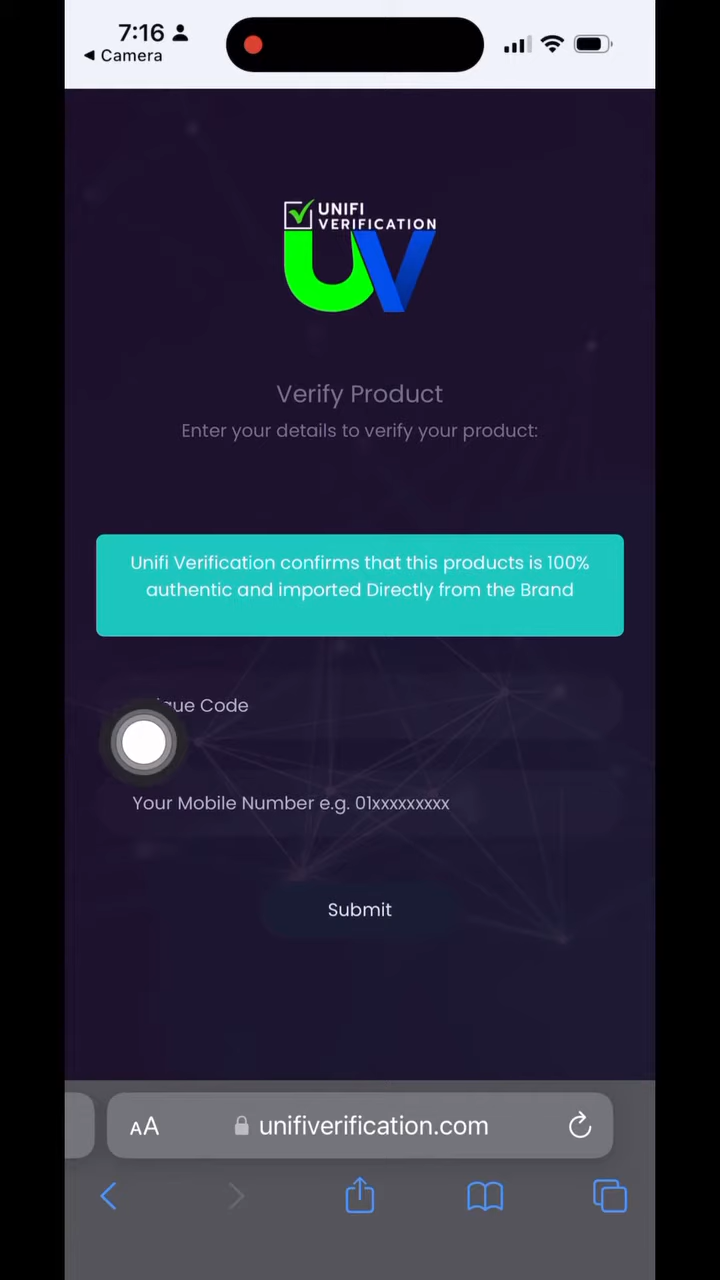 7:16
Camera
UNIFI
VERIFICATION
UV
Verify Product
Enter your details to verify your product:
Unifi Verification confirms that this products is 100%
authentic and imported Directly from the Brand
Code
Your Mobile Number e.g. 01xxxxxxxxx
Submit
AA
unifiverification.com